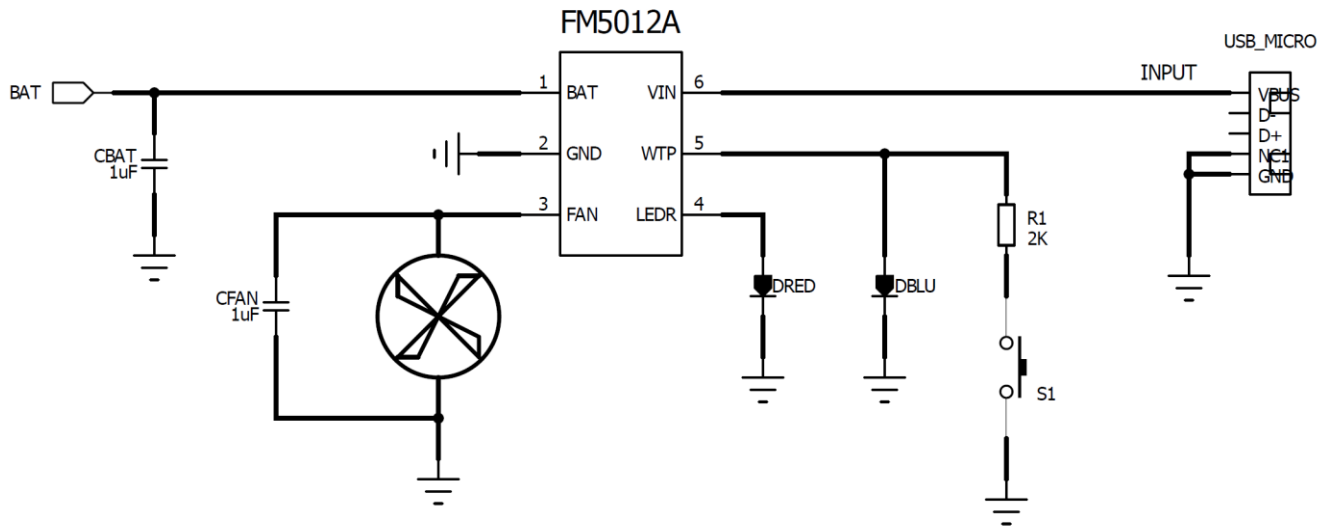 FM5012A
USB_MICRO
BAT
1
BAT
VIN
6
INPUT
VBUS
D-
D+
NC1
GND
CBAT
1uF
2
GND
WTP
5
3
FAN
LEDR
4
R1
2K
CFAN
1uF
DRED
DBLU
S1